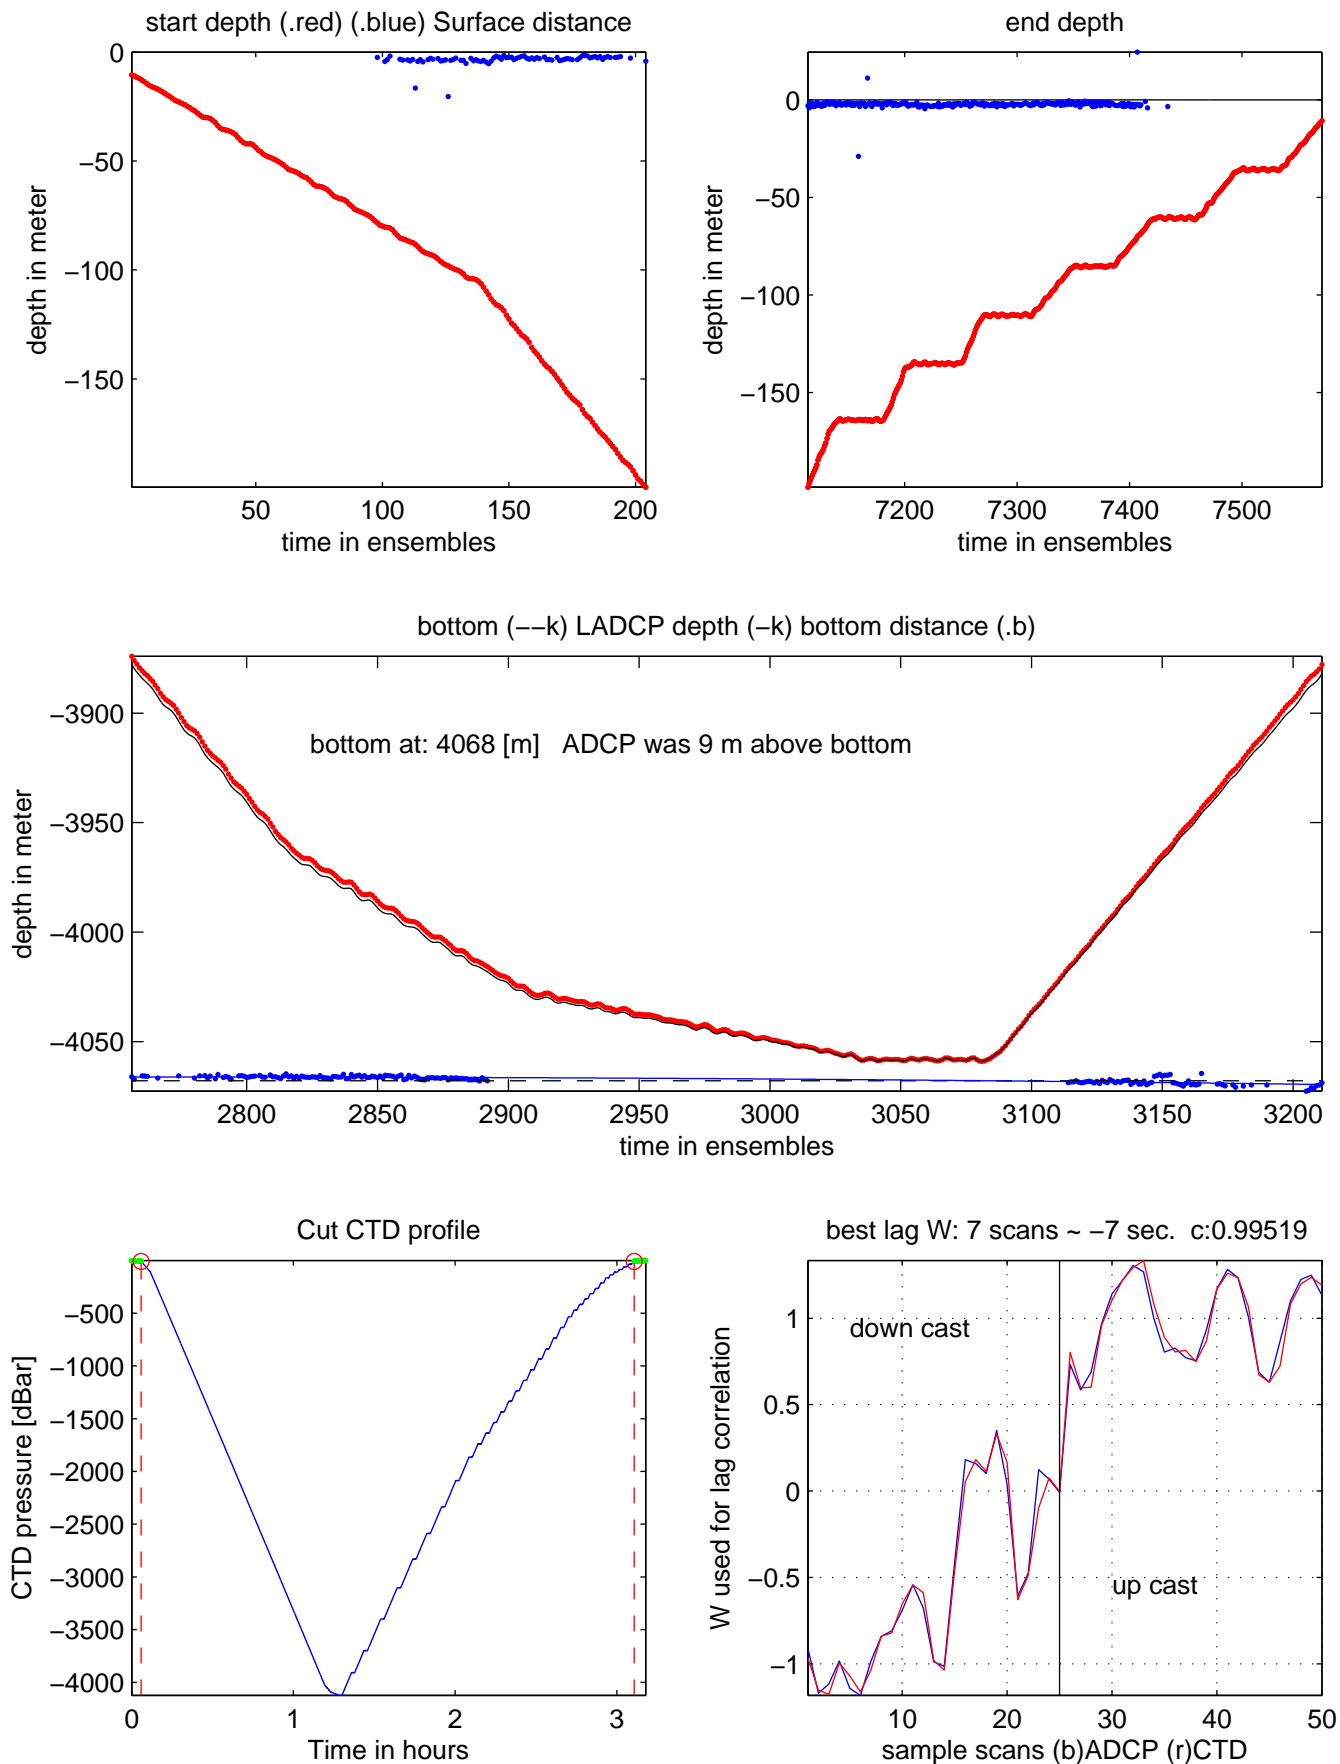 start depth (.red) (.blue) Surface distance
0
−50
−100
−150
depth in meter
50
100
150
200
time in ensembles
end depth
0
−50
−100
−150
depth in meter
7200
7300
7400
7500
time in ensembles
bottom (−−k) LADCP depth (−k) bottom distance (.b)
−3900
−3950
−4000
−4050
depth in meter
bottom at: 4068 [m]   ADCP was 9 m above bottom
2800
2850
2900
2950
3000
3050
3100
3150
3200
time in ensembles
Cut CTD profile
−500
−1000
−1500
−2000
−2500
−3000
−3500
−4000
CTD pressure [dBar]
0
1
2
3
Time in hours
best lag W: 7 scans ~ −7 sec.  c:0.99519
1
0.5
0
−0.5
−1
W used for lag correlation
down cast
up cast
10
20
30
40
50
sample scans (b)ADCP (r)CTD